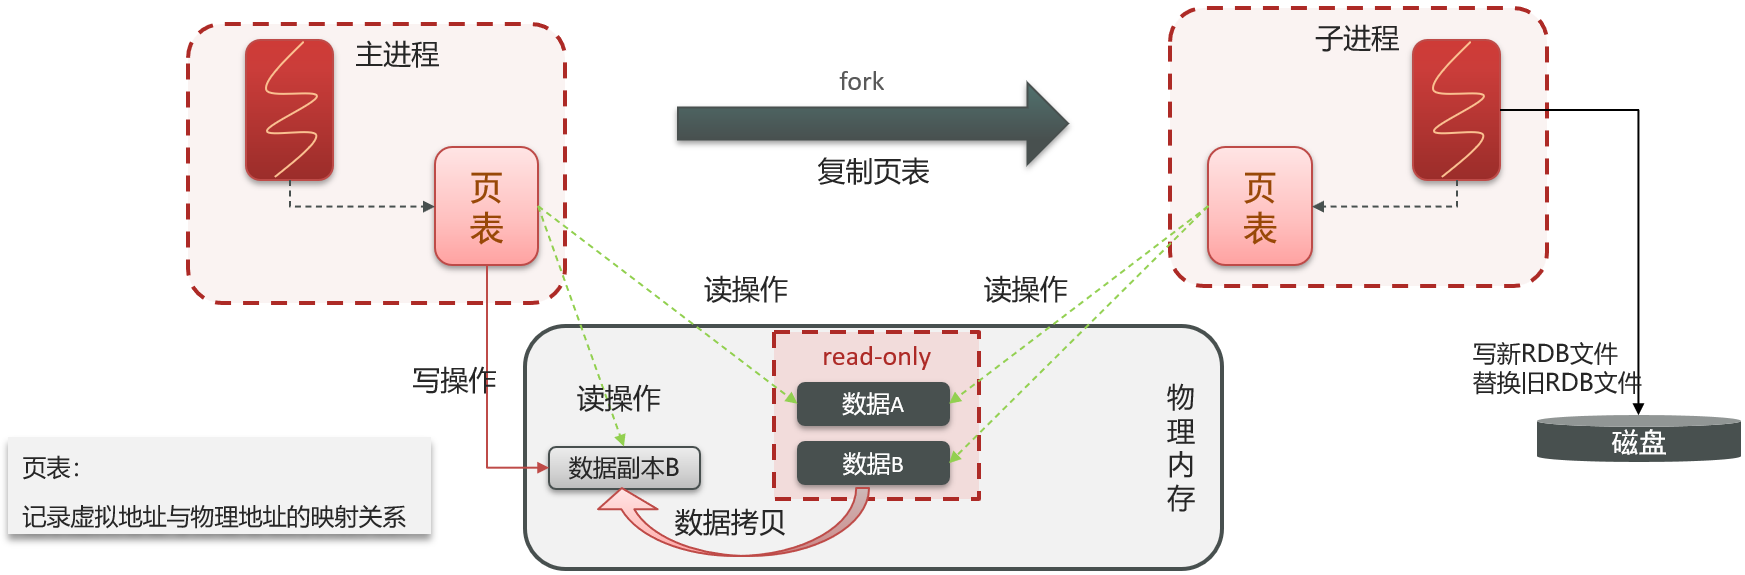 主进程
页
表
fork
复制页表
子进程
页
表
读操作
读操作
写操作
读操作
read-only
数据A
数据B
数据副本B
数据拷贝
物
理
内
存
写新RDB文件
替换旧RDB文件
磁盘
页表：
记录虚拟地址与物理地址的映射关系